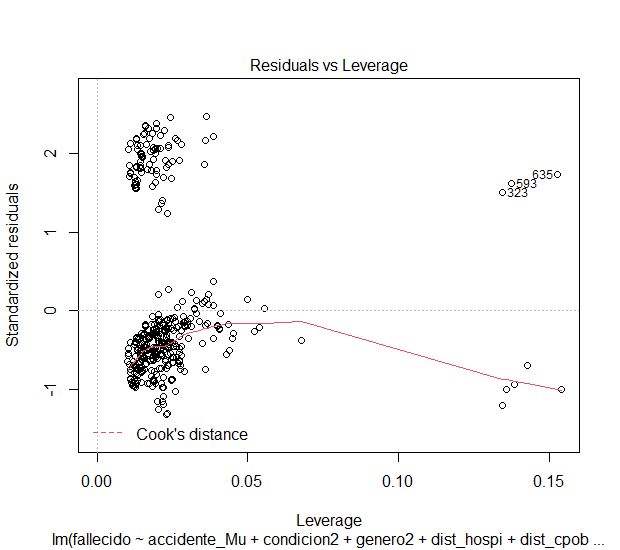 Residuals vs Leverage
Standardized residuals
2
1
0
-1
635
593
323
Cook's distance
0.00 0.05 0.10 0.15
Leverage
lm(fallecido ~ accidente_Mu + condicion2 + genero2 + dist_hospi + dist_cpob ...